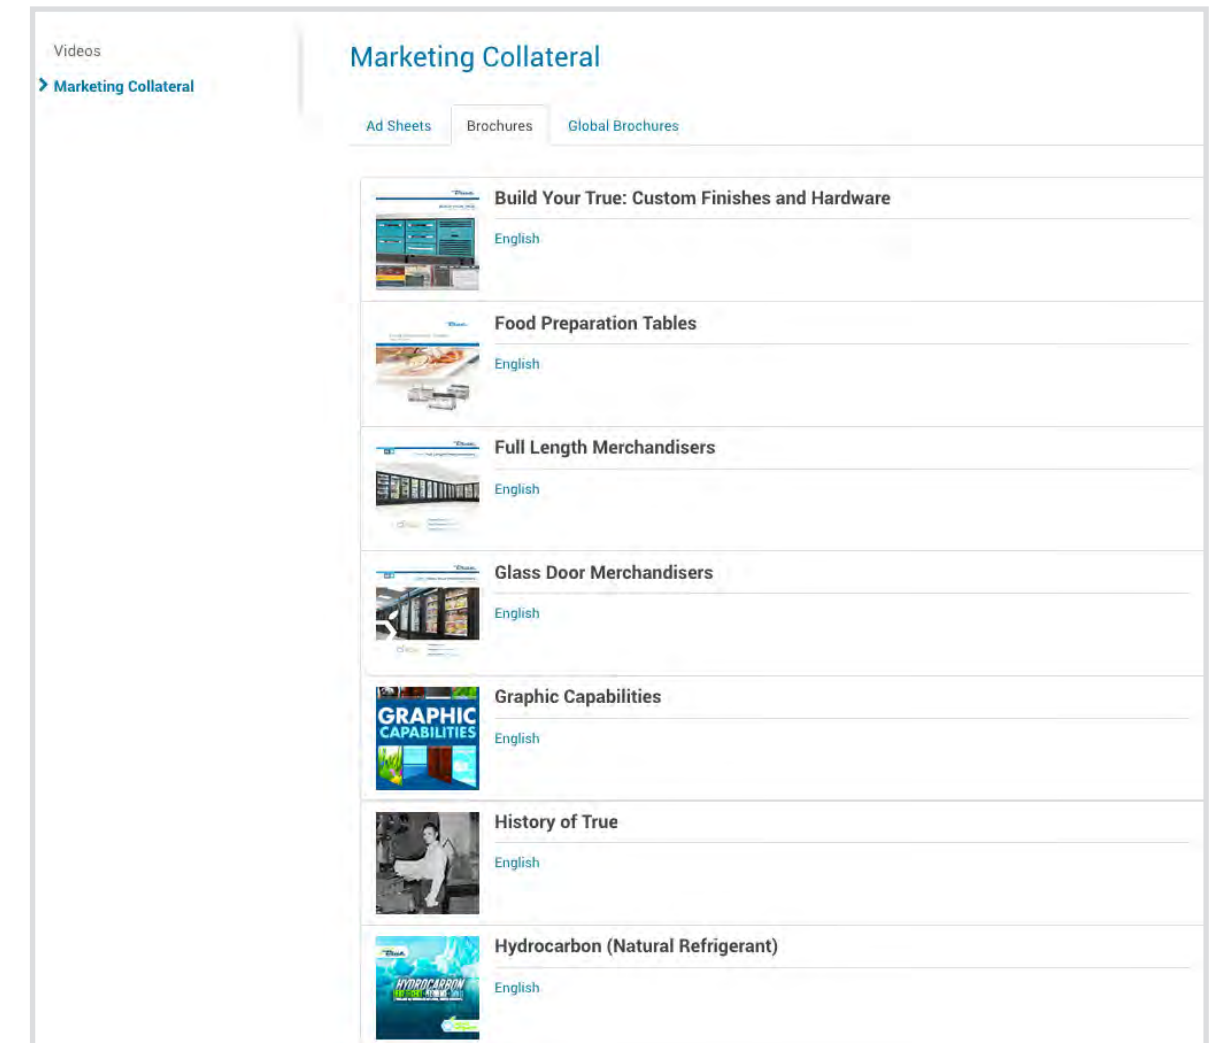 Videos
Marketing Collateral
Marketing Collateral
Ad Sheets
Brochures
Global Brochures
Build Your True: Custom Finishes and Hardware
English
Food Preparation Tables
English
Full Length Merchandisers
English
Glass Door Merchandisers
English
GRAPHIC
CAPABILITIES
Graphic Capabilities
English
History of True
English
True
HYDROCARBON
Hydrocarbon (Natural Refrigerant)
English